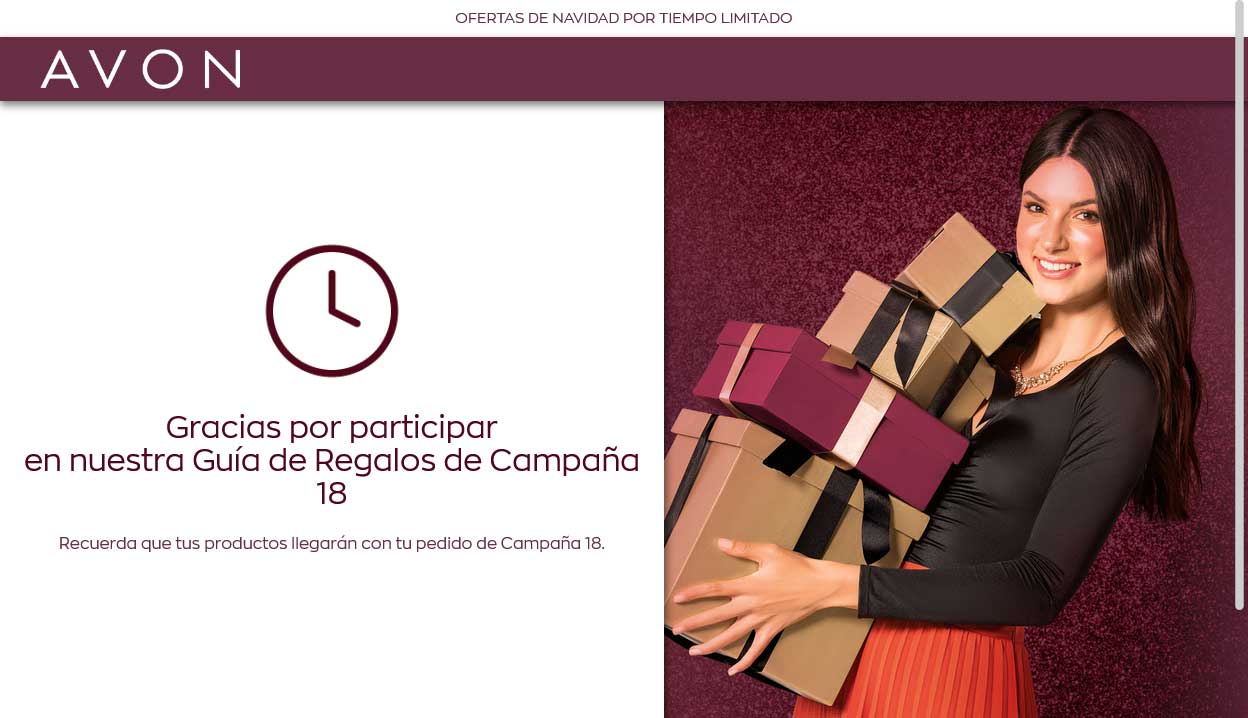 OFERTAS DE NAVIDAD POR TIEMPO LIMITADO
AVON
Gracias por participar
en nuestra Guía de Regalos de Campaña
18
Recuerda que tus productos llegarán con tu pedido de Campaña 18.